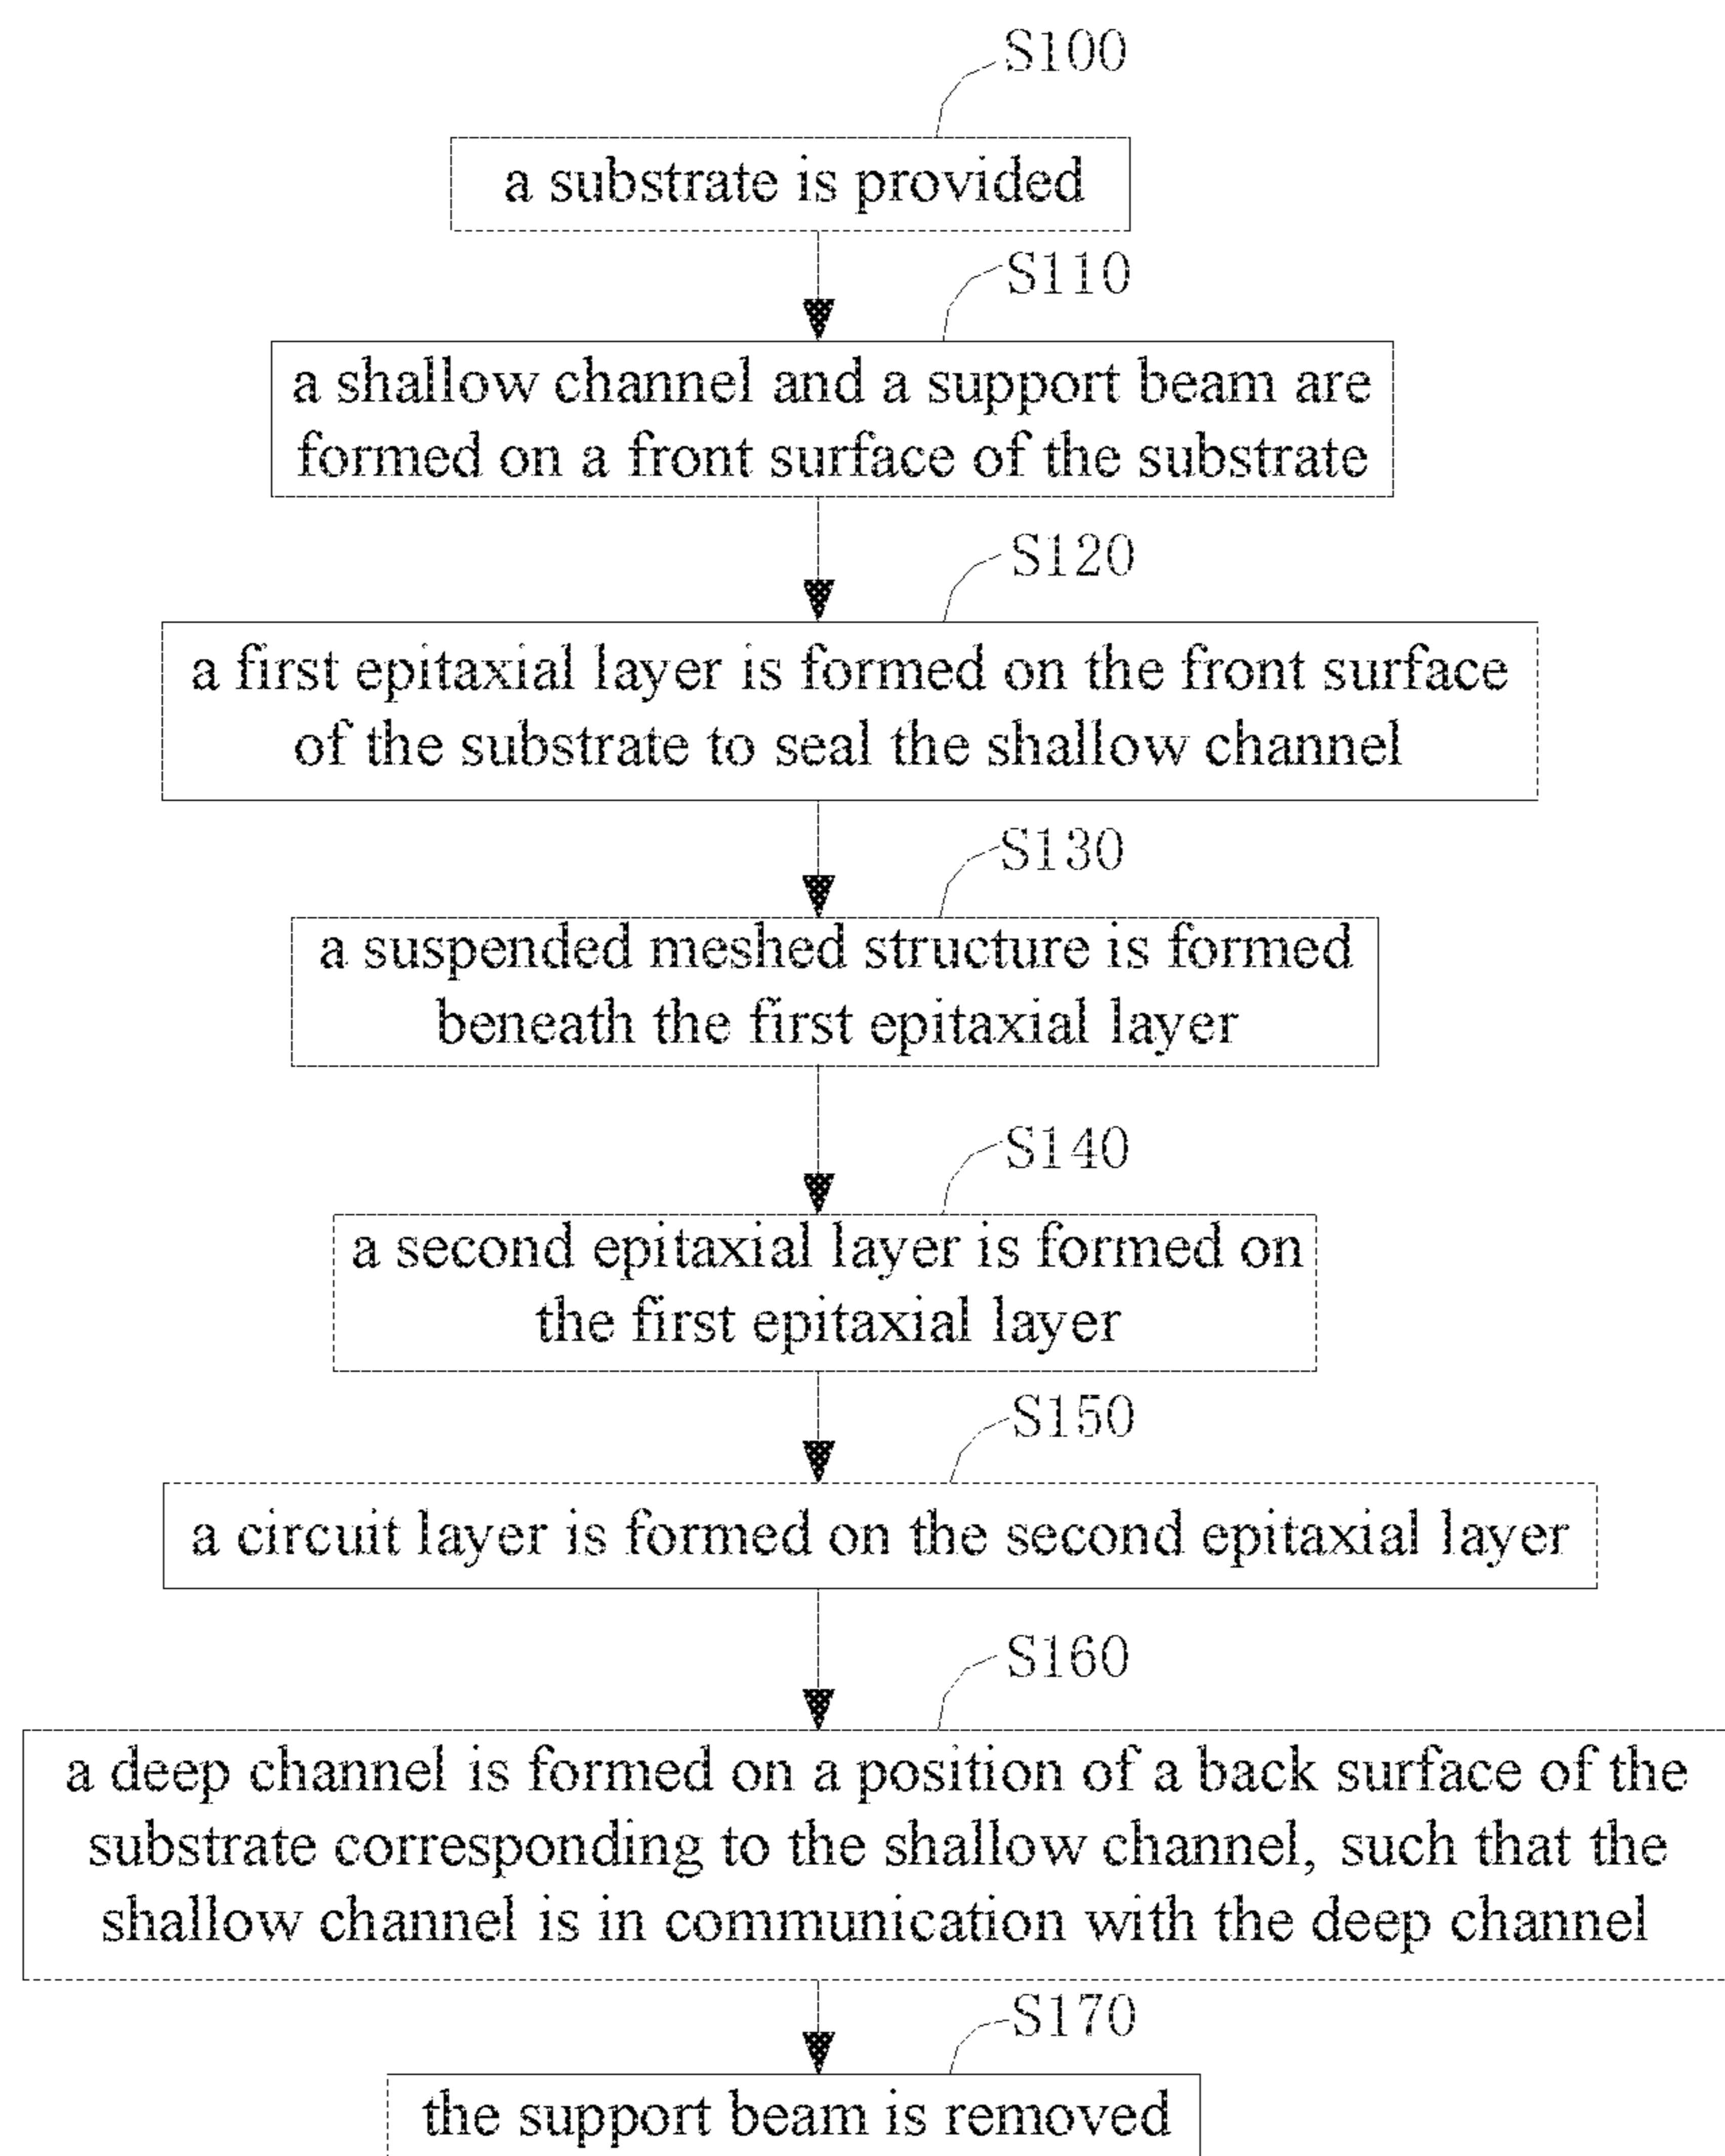 S100
a substrate is provided
S110
a shallow channel and a support beam are
formed on a front surface of the substrate
S120
a first epitaxial layer is formed on the front surface
of the substrate to seal the shallow channel
S130
a suspended meshed structure is formed
beneath the first epitaxial layer
S140
a second epitaxial layer is formed on
the first epitaxial layer
S150
a circuit layer is formed on the second epitaxial layer
S160
a deep channel is formed on a position of a back surface of the
substrate corresponding to the shallow channel, such that the
shallow channel is in communication with the deep channel
S170
the support beam is removed